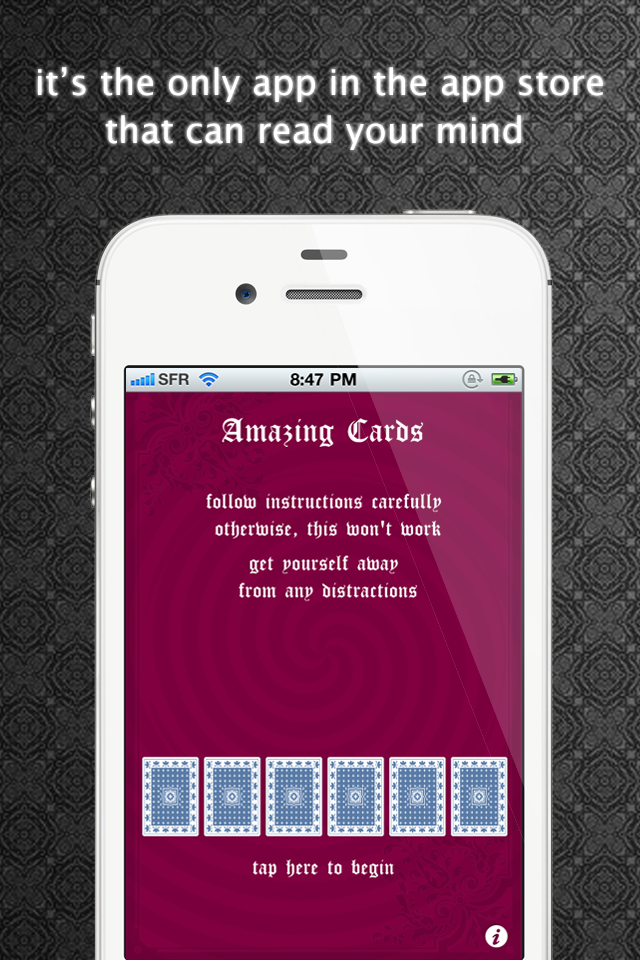 it's the only app in the app store
that can read your mind
SFR 8:47 PM
Amazing Cards
follow instructions carefully
otherwise, this won't work
get yourself away
from any distractions
tap here to begin
i